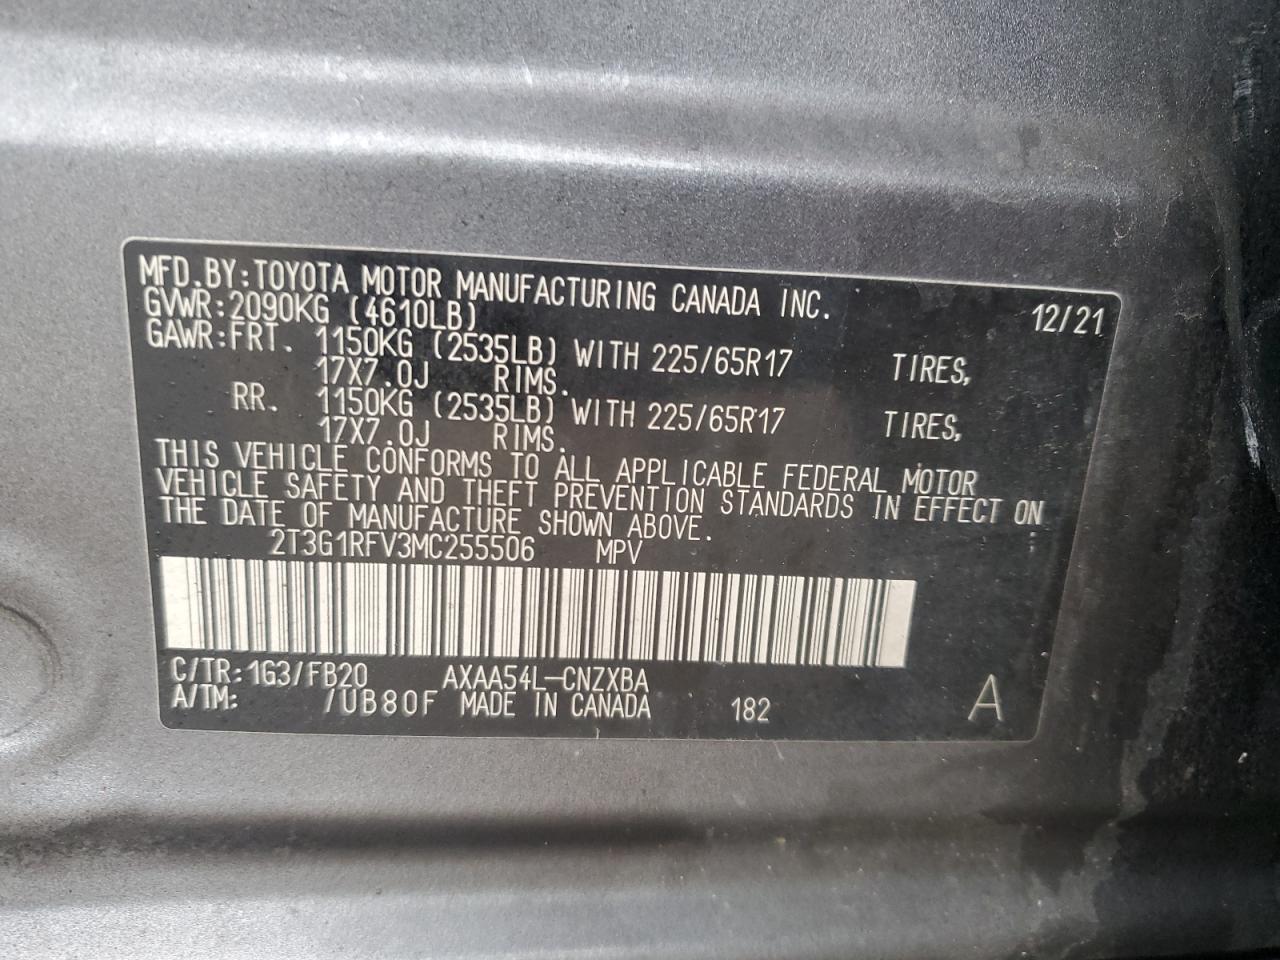 MFD.BY:TOYOTA MOTOR MANUFACTURING CANADA INC. 12/21
GVWR:2090KG (4610LB)
GAWR:FRT. 1150KG (2535LB) WITH 225/65R17 TIRES,
17X7.0J RIMS.
RR. 1150KG (2535LB) WITH 225/65R17 TIRES,
17X7.0J RIMS.
THIS VEHICLE CONFORMS TO ALL APPLICABLE FEDERAL MOTOR
VEHICLE SAFETY AND THEFT PREVENTION STANDARDS IN EFFECT ON
THE DATE OF MANUFACTURE SHOWN ABOVE.
2T3G1RFV3MC255506 MPV
C/TR:1G3/FB20 AXAA54L-CNZXBA
A/TM: /UB80F MADE IN CANADA 182 A